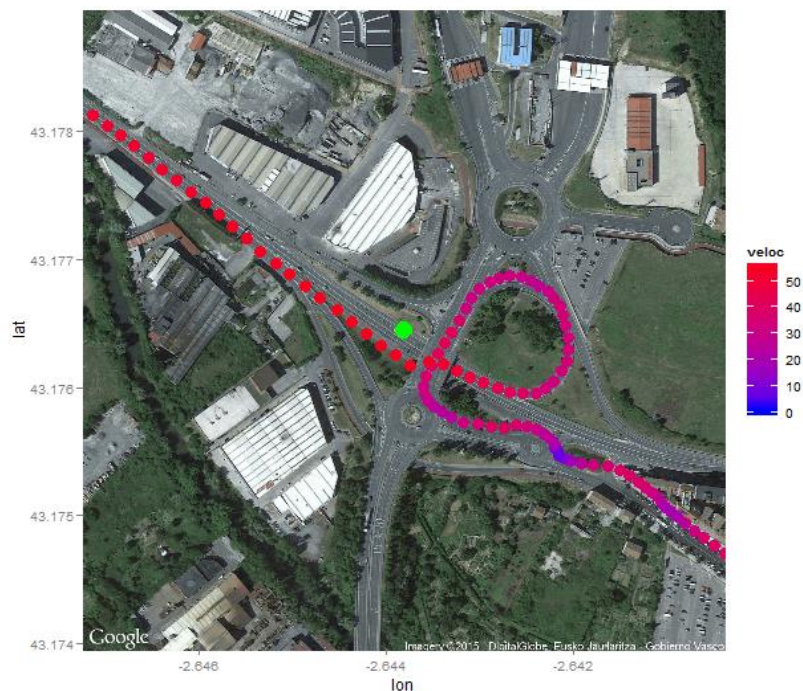 43.178
43.177
43.176
43.175
43.174
lat
-2.646
-2.644
-2.642
lon
veloc
50
40
30
20
10
0
Google
Imagery ©2015 , DigitalGlobe, Eusko Jaurlaritza - Gobierno Vasco